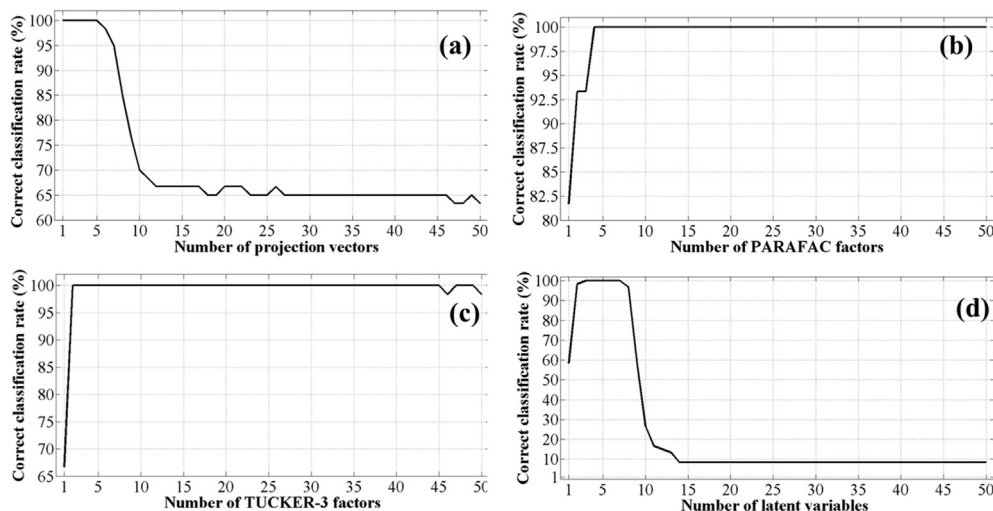 (a)
Correct classification rate (%)
100
95
90
85
80
75
70
65
60
1 5 10 15 20 25 30 35 40 45 50
Number of projection vectors
(b)
Correct classification rate (%)
100
97.5
95
92.5
90
87.5
85
82.5
80
1 5 10 15 20 25 30 35 40 45 50
Number of PARAFAC factors
(c)
Correct classification rate (%)
100
95
90
85
80
75
70
65
1 5 10 15 20 25 30 35 40 45 50
Number of TUCKER-3 factors
(d)
Correct classification rate (%)
100
90
80
70
60
50
40
30
20
10
1
1 5 10 15 20 25 30 35 40 45 50
Number of latent variables